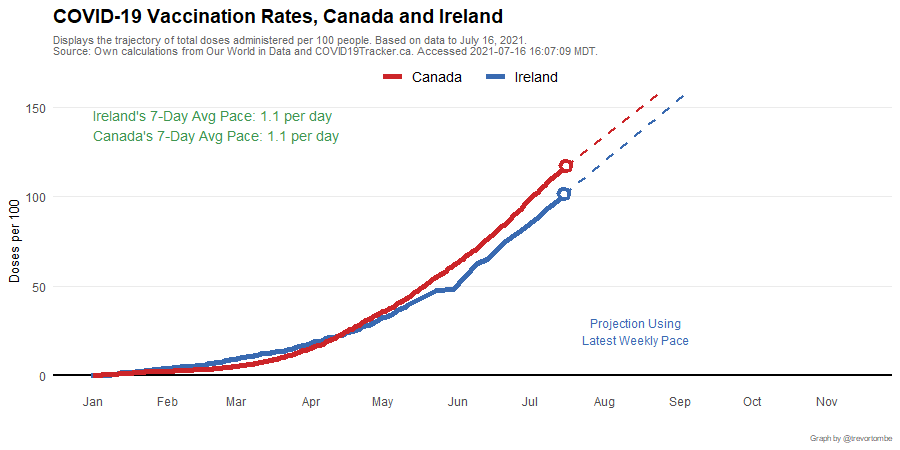 COVID-19 Vaccination Rates, Canada and Ireland
Displays the trajectory of total doses administered per 100 people. Based on data to July 16, 2021.
Source: Own calculations from Our World in Data and COVID19Tracker.ca. Accessed 2021-07-16 16:07:09 MDT.
Canada Ireland
Ireland's 7-Day Avg Pace: 1.1 per day
Canada's 7-Day Avg Pace: 1.1 per day
Doses per 100
150
100
50
0
Projection Using
Latest Weekly Pace
Jan Feb Mar Apr May Jun Jul Aug Sep Oct Nov
Graph by @trevortombe